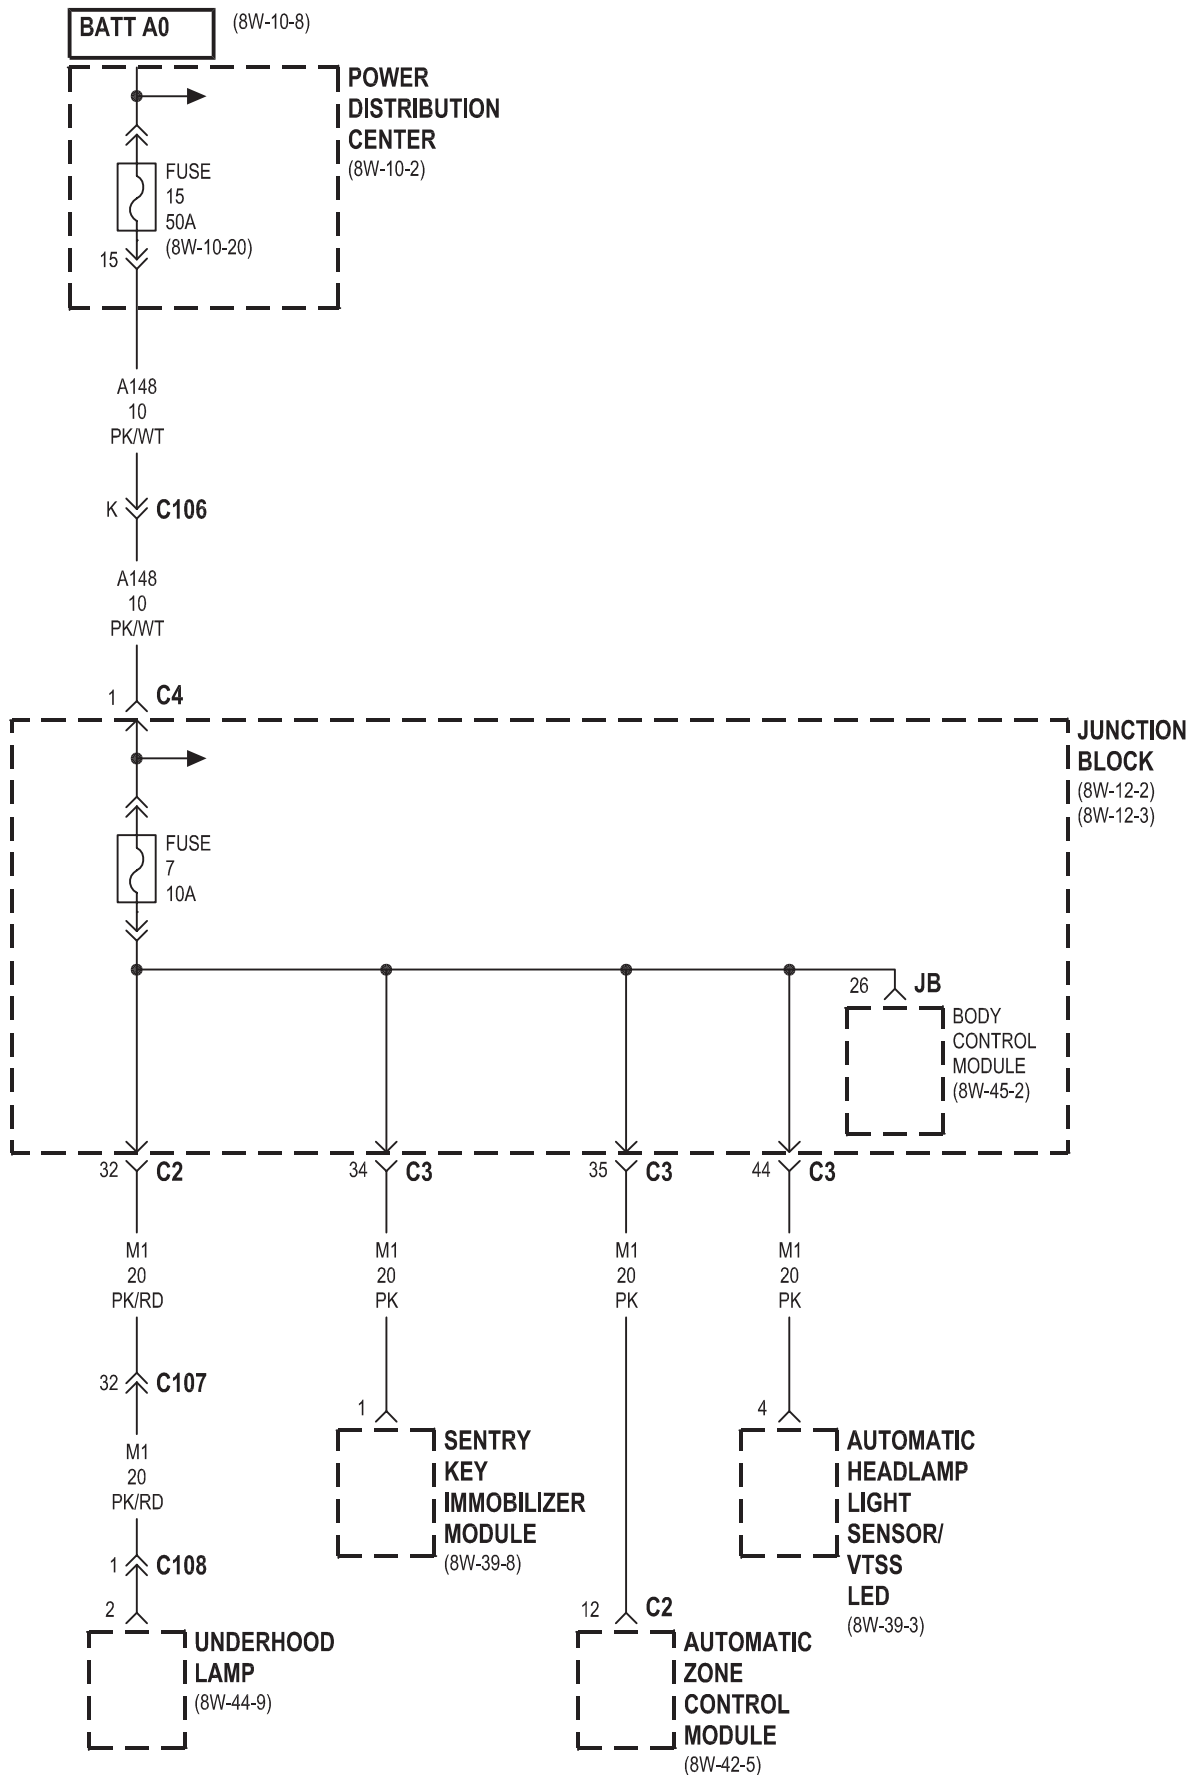 BATT A0
(8W-10-8)
POWER
DISTRIBUTION
CENTER
(8W-10-2)
FUSE
15
50A
(8W-10-20)
15
A148
10
PK/WT
K
C106
A148
10
PK/WT
1
C4
JUNCTION
BLOCK
(8W-12-2)
(8W-12-3)
FUSE
7
10A
26
JB
BODY
CONTROL
MODULE
(8W-45-2)
32
C2
34
C3
35
C3
44
C3
M1
20
PK/RD
M1
20
PK
M1
20
PK
M1
20
PK
32
C107
M1
20
PK/RD
1
C108
2
UNDERHOOD
LAMP
(8W-44-9)
1
SENTRY
KEY
IMMOBILIZER
MODULE
(8W-39-8)
12
C2
AUTOMATIC
ZONE
CONTROL
MODULE
(8W-42-5)
4
AUTOMATIC
HEADLAMP
LIGHT
SENSOR/
VTSS
LED
(8W-39-3)